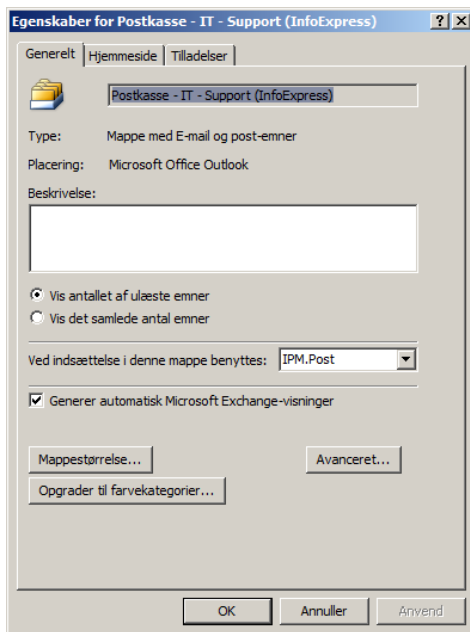 Egenskaber for Postkasse - IT - Support (InfoExpress)
Generelt Hjemmeside Tilladelser
Postkasse - IT - Support (InfoExpress)
Type: Mappe med E-mail og post-emner
Placering: Microsoft Office Outlook
Beskrivelse:
Vis antallet af ulæste emner
Vis det samlede antal emner
Ved indsættelse i denne mappe benyttes: IPM.Post
Generer automatisk Microsoft Exchange-visninger
Mappestørrelse... Avanceret...
Opgrader til farvekategorier...
OK Annuller Anvend